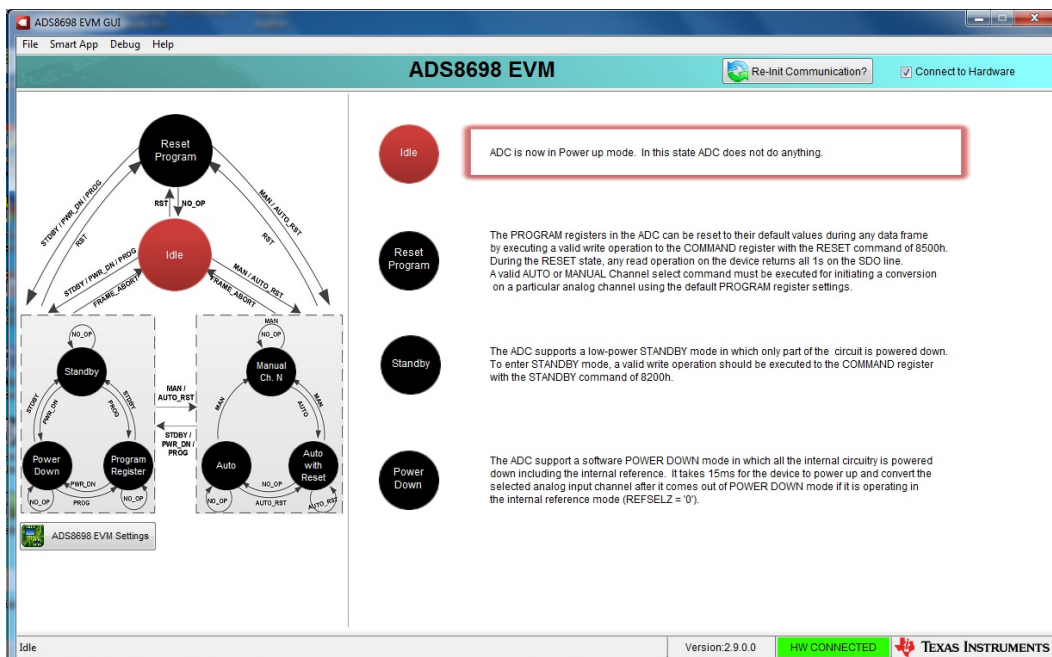 ADS8698 EVM GUI
File Smart App Debug Help
ADS8698 EVM
Re-Init Communication?
Connect to Hardware
Reset
Program
STDBY / PWR_DN / PROG
RST
RST
NO_OP
MAN / AUTO_RST
RST
Idle
STDBY / PWR_DN / PROG
FRAME_ABORT
MAN / AUTO_RST
FRAME_ABORT
NO_OP
Standby
STDBY
PWR_DN
STDBY
PROG
Power
Down
Program
Register
PWR_DN
PROG
NO_OP
NO_OP
MAN /
AUTO_RST
STDBY /
PWR_DN /
PROG
MAN
NO_OP
Manual
Ch. N
MAN
MAN
AUTO
Auto
Auto
with
Reset
NO_OP
AUTO_RST
NO_OP
AUTO_RST
ADS8698 EVM Settings
Idle
ADC is now in Power up mode. In this state ADC does not do anything.
Reset
Program
The PROGRAM registers in the ADC can be reset to their default values during any data frame
by executing a valid write operation to the COMMAND register with the RESET command of 8500h.
During the RESET state, any read operation on the device returns all 1s on the SDO line.
A valid AUTO or MANUAL Channel select command must be executed for initiating a conversion
on a particular analog channel using the default PROGRAM register settings.
Standby
The ADC supports a low-power STANDBY mode in which only part of the circuit is powered down.
To enter STANDBY mode, a valid write operation should be executed to the COMMAND register
with the STANDBY command of 8200h.
Power
Down
The ADC support a software POWER DOWN mode in which all the internal circuitry is powered
down including the internal reference. It takes 15ms for the device to power up and convert the
selected analog input channel after it comes out of POWER DOWN mode if it is operating in
the internal reference mode (REFSELZ = '0').
Idle
Version:2.9.0.0
HW CONNECTED
TEXAS INSTRUMENTS